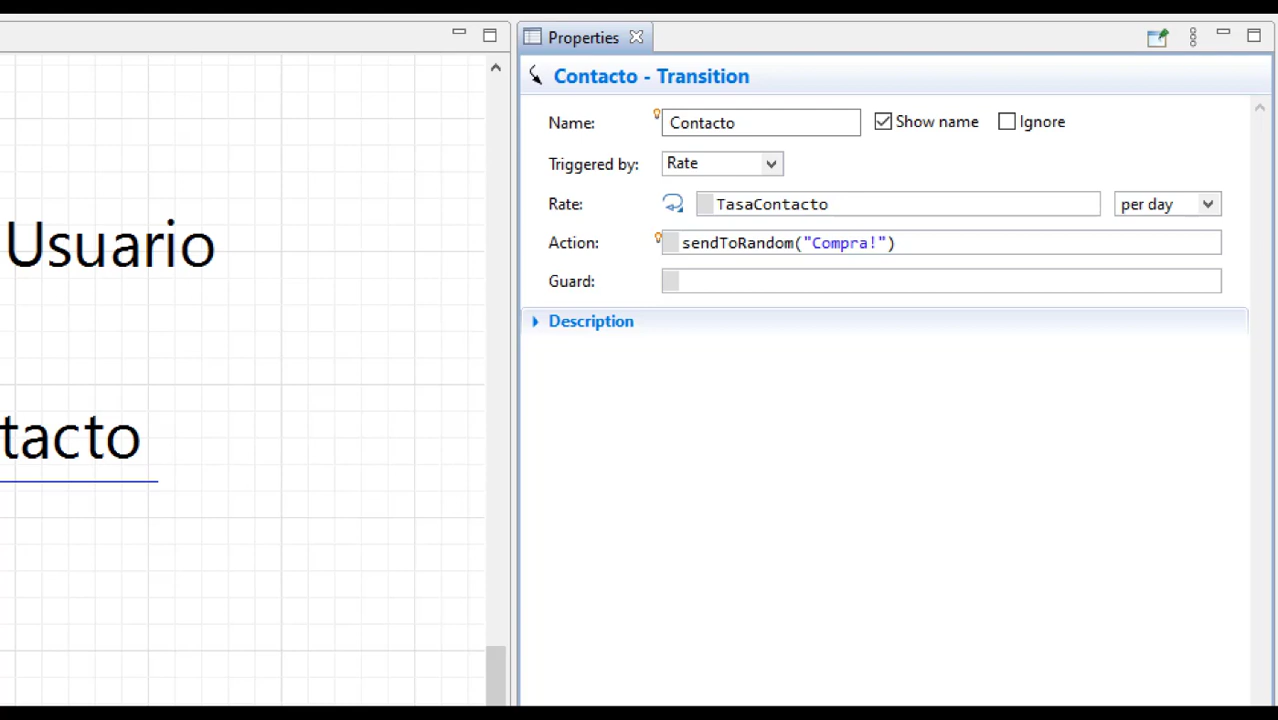 Usuario
tacto
Properties
Contacto - Transition
Name: Contacto Show name Ignore
Triggered by: Rate
Rate: TasaContacto per day
Action: sendToRandom("Compra!")
Guard:
Description